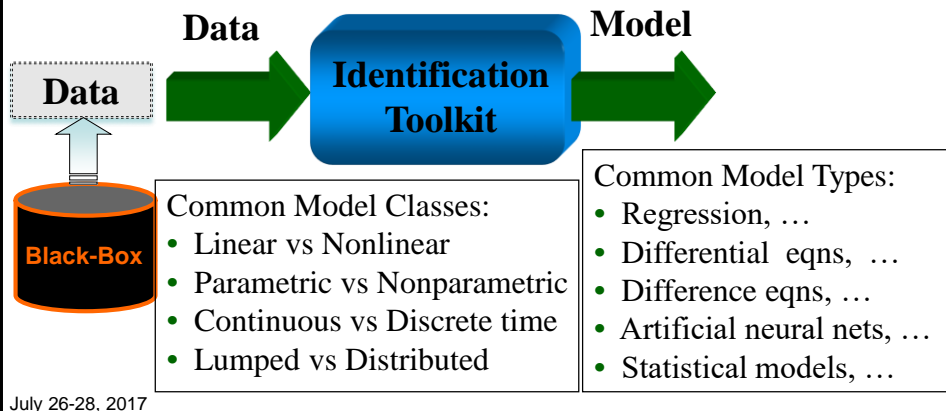 Data
Model
Data
Identification
Toolkit
Black-Box
Common Model Classes:
• Linear vs Nonlinear
• Parametric vs Nonparametric
• Continuous vs Discrete time
• Lumped vs Distributed
Common Model Types:
• Regression, …
• Differential eqns, …
• Difference eqns, …
• Artificial neural nets, …
• Statistical models, …
July 26-28, 2017